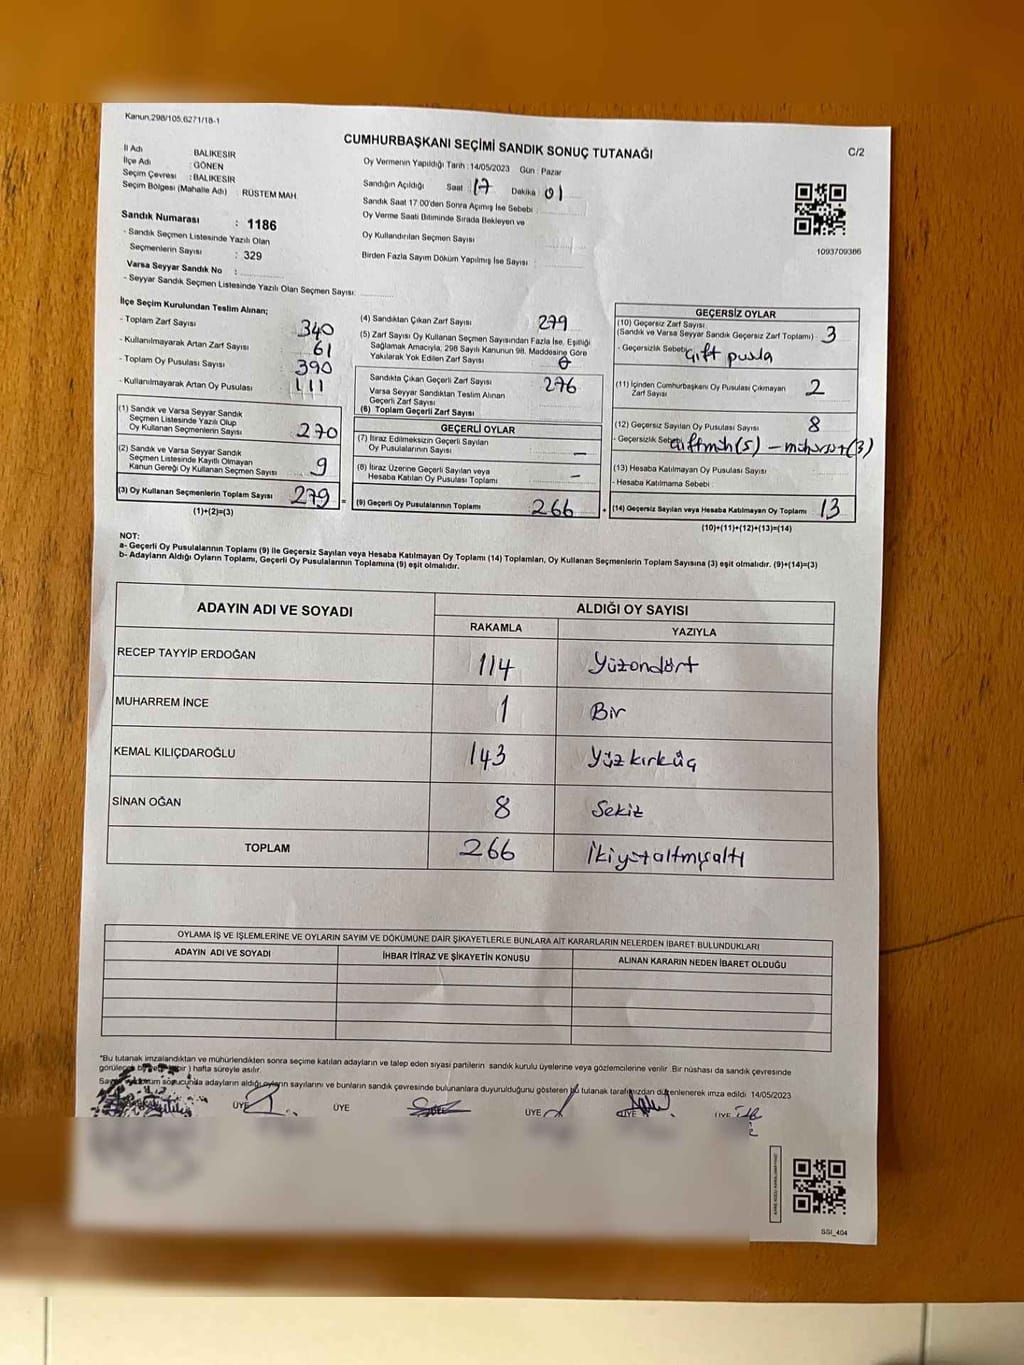 Kanun.298/105,6271/18-1
CUMHURBAŞKANI SEÇİMİ SANDIK SONUÇ TUTANAĞI
C/2
İl Adı : BALIKESİR
İlçe Adı : GÖNEN
Seçim Çevresi : BALIKESİR
Seçim Bölgesi (Mahalle Adı) : RÜSTEM MAH
Oy Vermenin Yapıldığı Tarih : 14/05/2023 Gün : Pazar
Sandığın Açıldığı Saat : 17 Dakika : 01
Sandık Saat 17:00'den Sonra Açımış İse Sebebi :
Oy Verme Saati Bitiminde Sırada Bekleyen ve
Oy Kullandırılan Seçmen Sayısı :
Birden Fazla Sayım Döküm Yapılmış İse Sayısı :
1093709386
Sandık Numarası : 1186
- Sandık Seçmen Listesinde Yazılı Olan
Seçmenlerin Sayısı : 329
Varsa Seyyar Sandık No :
- Seyyar Sandık Seçmen Listesinde Yazılı Olan Seçmen Sayısı:
İlçe Seçim Kurulundan Teslim Alınan;
- Toplam Zarf Sayısı 340
- Kullanılmayarak Artan Zarf Sayısı 61
- Toplam Oy Pusulası Sayısı 390
- Kullanılmayarak Artan Oy Pusulası 111
(1) Sandık ve Varsa Seyyar Sandık
Seçmen Listesinde Yazılı Olup
Oy Kullanan Seçmenlerin Sayısı 270
(2) Sandık ve Varsa Seyyar Sandık
Seçmen Listesinde Kayıtlı Olmayan
Kanun Gereği Oy Kullanan Seçmen Sayısı 9
(3) Oy Kullanan Seçmenlerin Toplam Sayısı 279 =
(1)+(2)=(3)
(4) Sandıktan Çıkan Zarf Sayısı 279
(5) Zarf Sayısı Oy Kullanan Seçmen Sayısından Fazla İse, Eşitliği
Sağlamak Amacıyla, 298 Sayılı Kanunun 98. Maddesine Göre
Yakılarak Yok Edilen Zarf Sayısı
Sandıkta Çıkan Geçerli Zarf Sayısı 276
Varsa Seyyar Sandıktan Teslim Alınan
Geçerli Zarf Sayısı
(6) Toplam Geçerli Zarf Sayısı
GEÇERLİ OYLAR
(7) İtiraz Edilmeksizin Geçerli Sayılan
Oy Pusulalarının Sayısı —
(8) İtiraz Üzerine Geçerli Sayılan veya
Hesaba Katılan Oy Pusulası Toplamı -
(9) Geçerli Oy Pusulalarının Toplamı 266 +
GEÇERSİZ OYLAR
(10) Geçersiz Zarf Sayısı
(Sandık ve Varsa Seyyar Sandık Geçersiz Zarf Toplamı) 3
- Geçersizlik Sebebi çift pusla
(11) İçinden Cumhurbaşkanı Oy Pusulası Çıkmayan
Zarf Sayısı 2
(12) Geçersiz Sayılan Oy Pusulası Sayısı 8
- Geçersizlik Sebebi çiftmüh(5) – mühürsüz(3)
(13) Hesaba Katılmayan Oy Pusulası Sayısı
- Hesaba Katılmama Sebebi :
(14) Geçersiz Sayılan veya Hesaba Katılmayan Oy Toplamı 13
(10)+(11)+(12)+(13)=(14)
NOT:
a- Geçerli Oy Pusulalarının Toplamı (9) ile Geçersiz Sayılan veya Hesaba Katılmayan Oy Toplamı (14) Toplamları, Oy Kullanan Seçmenlerin Toplam Sayısına (3) eşit olmalıdır. (9)+(14)=(3)
b- Adayların Aldığı Oyların Toplamı, Geçerli Oy Pusulalarının Toplamına (9) eşit olmalıdır.
ADAYIN ADI VE SOYADI ALDIĞI OY SAYISI
RAKAMLA YAZIYLA
RECEP TAYYİP ERDOĞAN 114 Yüzondört
MUHARREM İNCE 1 Bir
KEMAL KILIÇDAROĞLU 143 Yüzkırküç
SİNAN OĞAN 8 Sekiz
TOPLAM 266 İkiyüzaltmışaltı
OYLAMA İŞ VE İŞLEMLERİNE VE OYLARIN SAYIM VE DÖKÜMÜNE DAİR ŞİKAYETLERLE BUNLARA AİT KARARLARIN NELERDEN İBARET BULUNDUKLARI
ADAYIN ADI VE SOYADI İHBAR İTİRAZ VE ŞİKAYETİN KONUSU ALINAN KARARIN NEDEN İBARET OLDUĞU
*Bu tutanak imzalandıktan ve mühürlendikten sonra seçime katılan adayların ve talep eden siyasi partilerin sandık kurulu üyelerine veya gözlemcilerine verilir. Bir nüshası da sandık çevresinde
görülecek bir yere (bir) hafta süreyle asılır.
Sayım döküm sonucunda adayların aldığı oyların sayılarını ve bunların sandık çevresinde bulunanlara duyurulduğunu gösteren bu tutanak tarafımızdan düzenlenerek imza edildi. 14/05/2023
ÜYE ÜYE ÜYE ÜYE ÜYE
SSİ_404